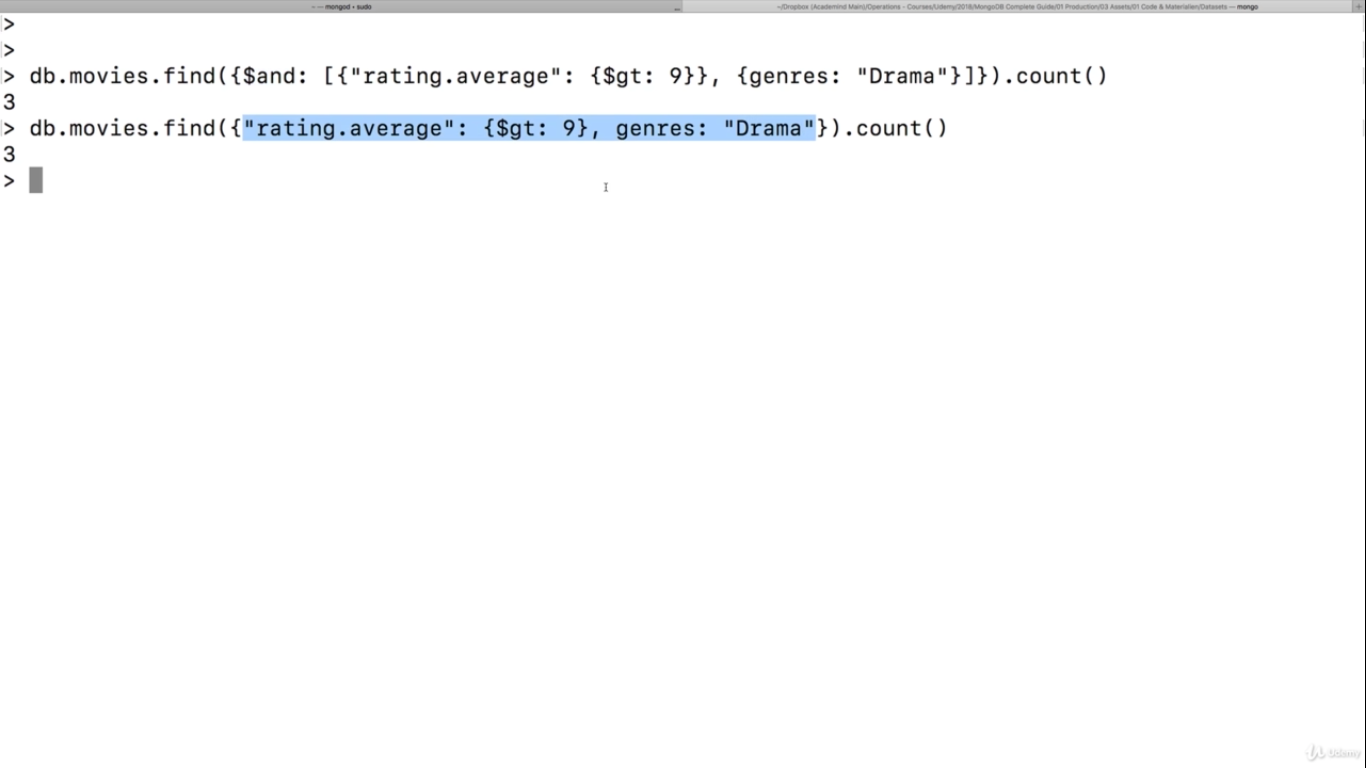 ~ — mongod • sudo
~/Dropbox (Academind Main)/Operations - Courses/Udemy/2018/MongoDB Complete Guide/01 Production/03 Assets/01 Code & Materialien/Datasets — mongo
>
>
> db.movies.find({$and: [{"rating.average": {$gt: 9}}, {genres: "Drama"}]}).count()
3
> db.movies.find({"rating.average": {$gt: 9}, genres: "Drama"}).count()
3
>
Udemy